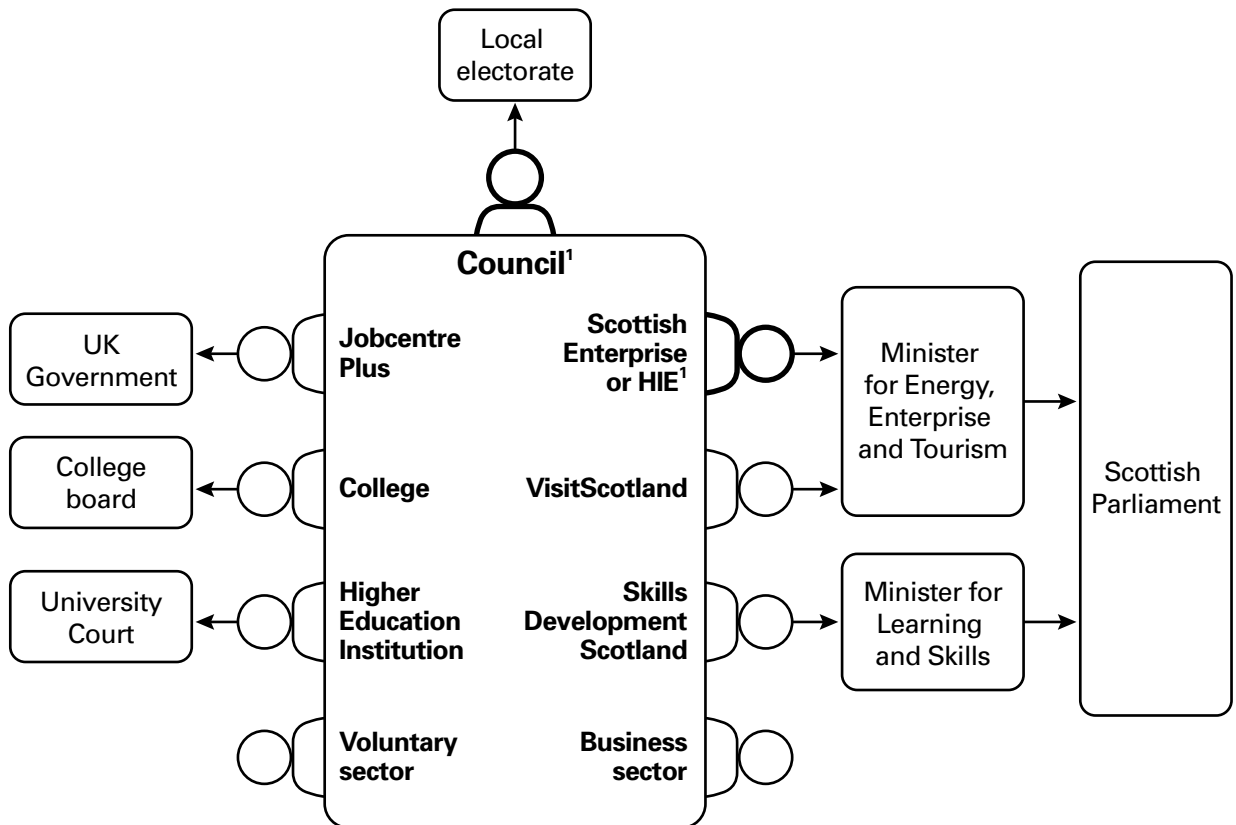 Local
electorate
Council¹
UK
Government
Jobcentre
Plus
Scottish
Enterprise
or HIE¹
Minister
for Energy,
Enterprise
and Tourism
Scottish
Parliament
College
board
College
VisitScotland
University
Court
Higher
Education
Institution
Skills
Development
Scotland
Minister for
Learning
and Skills
Voluntary
sector
Business
sector